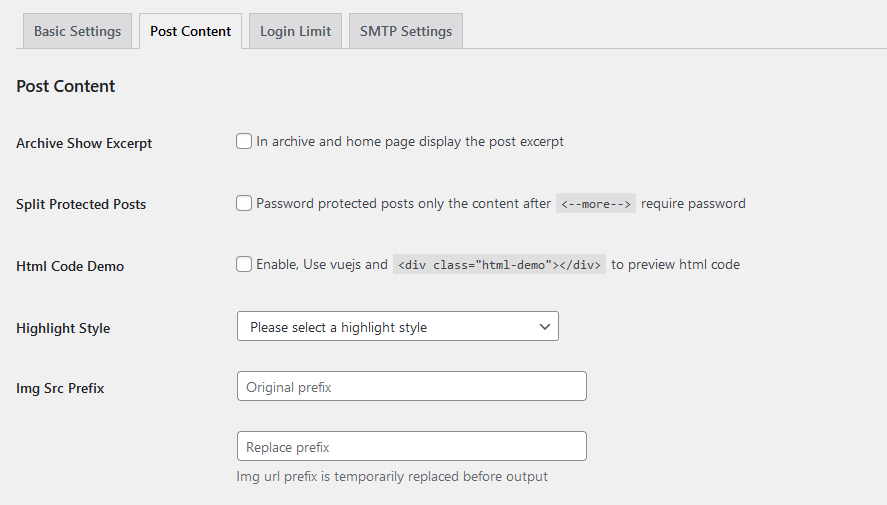 Basic Settings Post Content Login Limit SMTP Settings
Post Content
Archive Show Excerpt In archive and home page display the post excerpt
Split Protected Posts Password protected posts only the content after <--more--> require password
Html Code Demo Enable, Use vuejs and <div class="html-demo"></div> to preview html code
Highlight Style Please select a highlight style
Img Src Prefix Original prefix
Replace prefix
Img url prefix is temporarily replaced before output